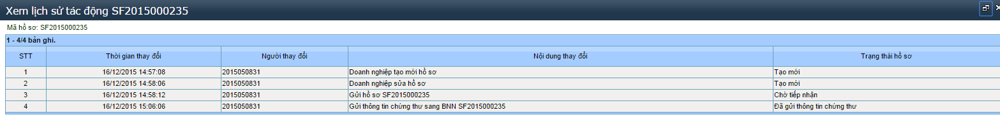 Xem lịch sử tác động SF2015000235
Mã hồ sơ: SF2015000235
1 - 4/4 bản ghi.
STT Thời gian thay đổi Người thay đổi Nội dung thay đổi Trạng thái hồ sơ
1 16/12/2015 14:57:08 2015050831 Doanh nghiệp tạo mới hồ sơ Tạo mới
2 16/12/2015 14:58:06 2015050831 Doanh nghiệp sửa hồ sơ Tạo mới
3 16/12/2015 14:58:12 2015050831 Gửi hồ sơ SF2015000235 Chờ tiếp nhận
4 16/12/2015 15:06:06 2015050831 Gửi thông tin chứng thư sang BNN SF2015000235 Đã gửi thông tin chứng thư